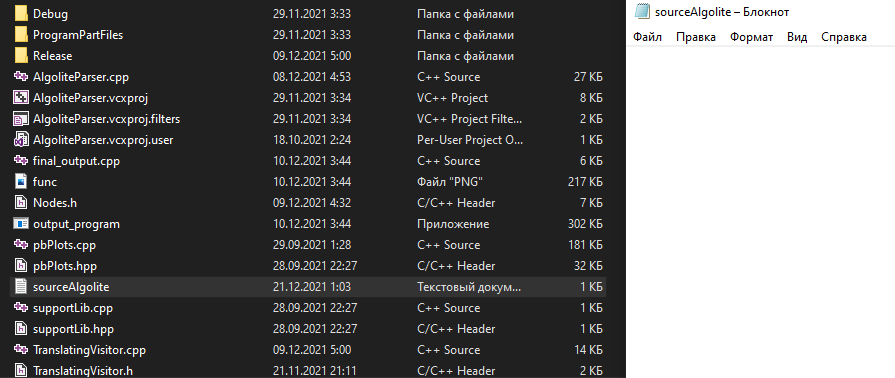 Debug 29.11.2021 3:33 Папка с файлами
ProgramPartFiles 29.11.2021 3:33 Папка с файлами
Release 09.12.2021 5:00 Папка с файлами
AlgoliteParser.cpp 08.12.2021 4:53 C++ Source 27 КБ
AlgoliteParser.vcxproj 29.11.2021 3:34 VC++ Project 8 КБ
AlgoliteParser.vcxproj.filters 29.11.2021 3:34 VC++ Project Filte... 2 КБ
AlgoliteParser.vcxproj.user 18.10.2021 2:24 Per-User Project O... 1 КБ
final_output.cpp 10.12.2021 3:44 C++ Source 6 КБ
func 10.12.2021 3:44 Файл "PNG" 217 КБ
Nodes.h 09.12.2021 4:32 C/C++ Header 7 КБ
output_program 10.12.2021 3:44 Приложение 302 КБ
pbPlots.cpp 29.09.2021 1:28 C++ Source 181 КБ
pbPlots.hpp 28.09.2021 22:27 C/C++ Header 32 КБ
sourceAlgolite 21.12.2021 1:03 Текстовый докум... 1 КБ
supportLib.cpp 28.09.2021 22:27 C++ Source 1 КБ
supportLib.hpp 28.09.2021 22:27 C/C++ Header 1 КБ
TranslatingVisitor.cpp 09.12.2021 5:00 C++ Source 14 КБ
TranslatingVisitor.h 21.11.2021 21:11 C/C++ Header 2 КБ
sourceAlgolite – Блокнот
Файл Правка Формат Вид Справка